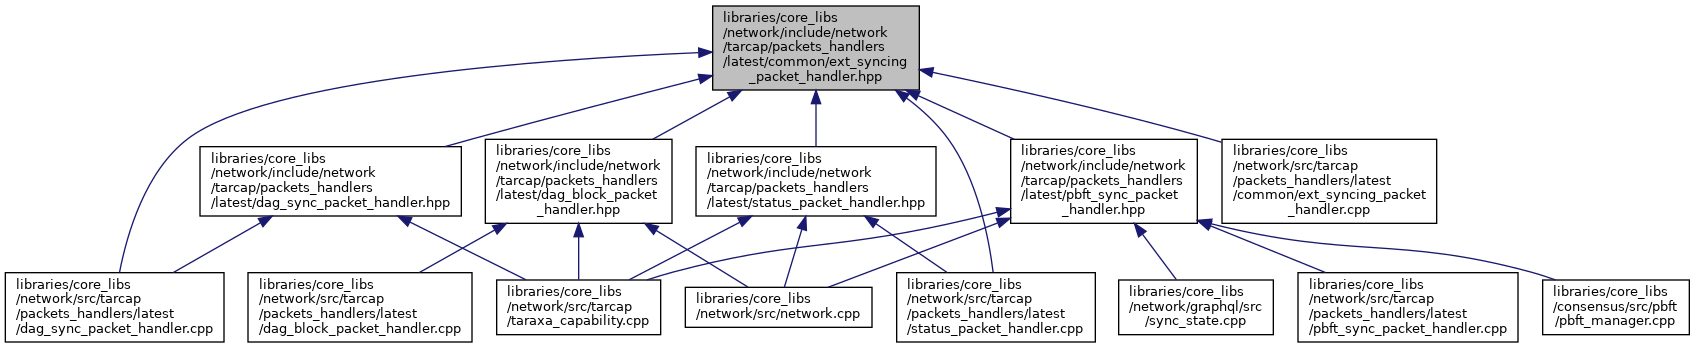 libraries/core_libs
/network/include/network
/tarcap/packets_handlers
/latest/common/ext_syncing
_packet_handler.hpp
libraries/core_libs
/network/include/network
/tarcap/packets_handlers
/latest/dag_sync_packet_handler.hpp
libraries/core_libs
/network/include/network
/tarcap/packets_handlers
/latest/dag_block_packet
_handler.hpp
libraries/core_libs
/network/include/network
/tarcap/packets_handlers
/latest/status_packet_handler.hpp
libraries/core_libs
/network/include/network
/tarcap/packets_handlers
/latest/pbft_sync_packet
_handler.hpp
libraries/core_libs
/network/src/tarcap
/packets_handlers/latest
/common/ext_syncing_packet
_handler.cpp
libraries/core_libs
/network/src/tarcap
/packets_handlers/latest
/dag_sync_packet_handler.cpp
libraries/core_libs
/network/src/tarcap
/packets_handlers/latest
/dag_block_packet_handler.cpp
libraries/core_libs
/network/src/tarcap
/taraxa_capability.cpp
libraries/core_libs
/network/src/network.cpp
libraries/core_libs
/network/src/tarcap
/packets_handlers/latest
/status_packet_handler.cpp
libraries/core_libs
/network/graphql/src
/sync_state.cpp
libraries/core_libs
/network/src/tarcap
/packets_handlers/latest
/pbft_sync_packet_handler.cpp
libraries/core_libs
/consensus/src/pbft
/pbft_manager.cpp